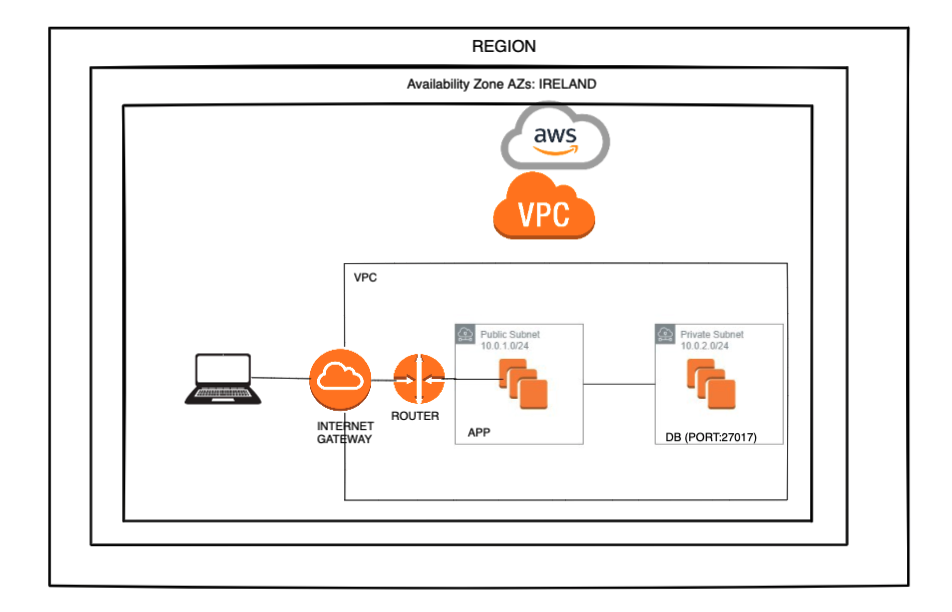 REGION
Availability Zone AZs: IRELAND
aws
VPC
VPC
Public Subnet
10.0.1.0/24
Private Subnet
10.0.2.0/24
INTERNET
GATEWAY
ROUTER
APP
DB (PORT:27017)